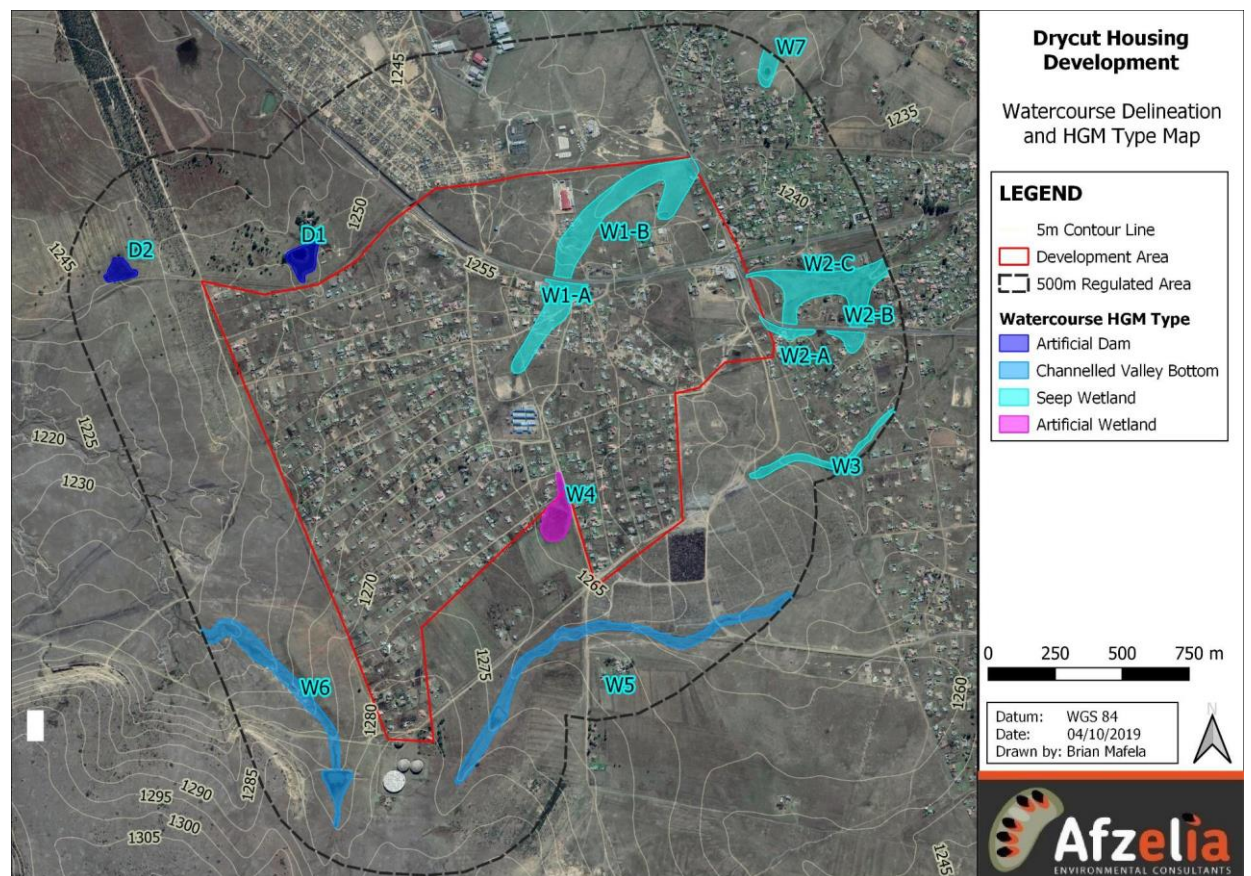 Drycut Housing
Development
Watercourse Delineation
and HGM Type Map
LEGEND
5m Contour Line
Development Area
500m Regulated Area
Watercourse HGM Type
Artificial Dam
Channelled Valley Bottom
Seep Wetland
Artificial Wetland
0 250 500 750 m
N
Datum: WGS 84
Date: 04/10/2019
Drawn by: Brian Mafela
Afzelia
ENVIRONMENTAL CONSULTANTS
W7
1245
1235
1240
1250
D1
D2
1245
1255
W1-B
W1-A
W2-C
W2-B
W2-A
W3
W4
1220
1225
1230
1265
1270
1275
W5
W6
1280
1260
1285
1290
1295
1300
1305
1245